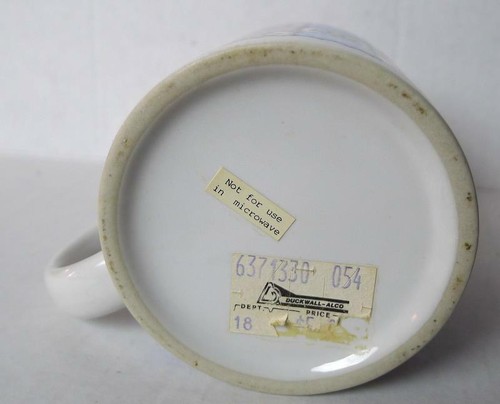 Not for use
in microwave
6371330 054
DUCKWALL-ALCO
DEPT PRICE
18